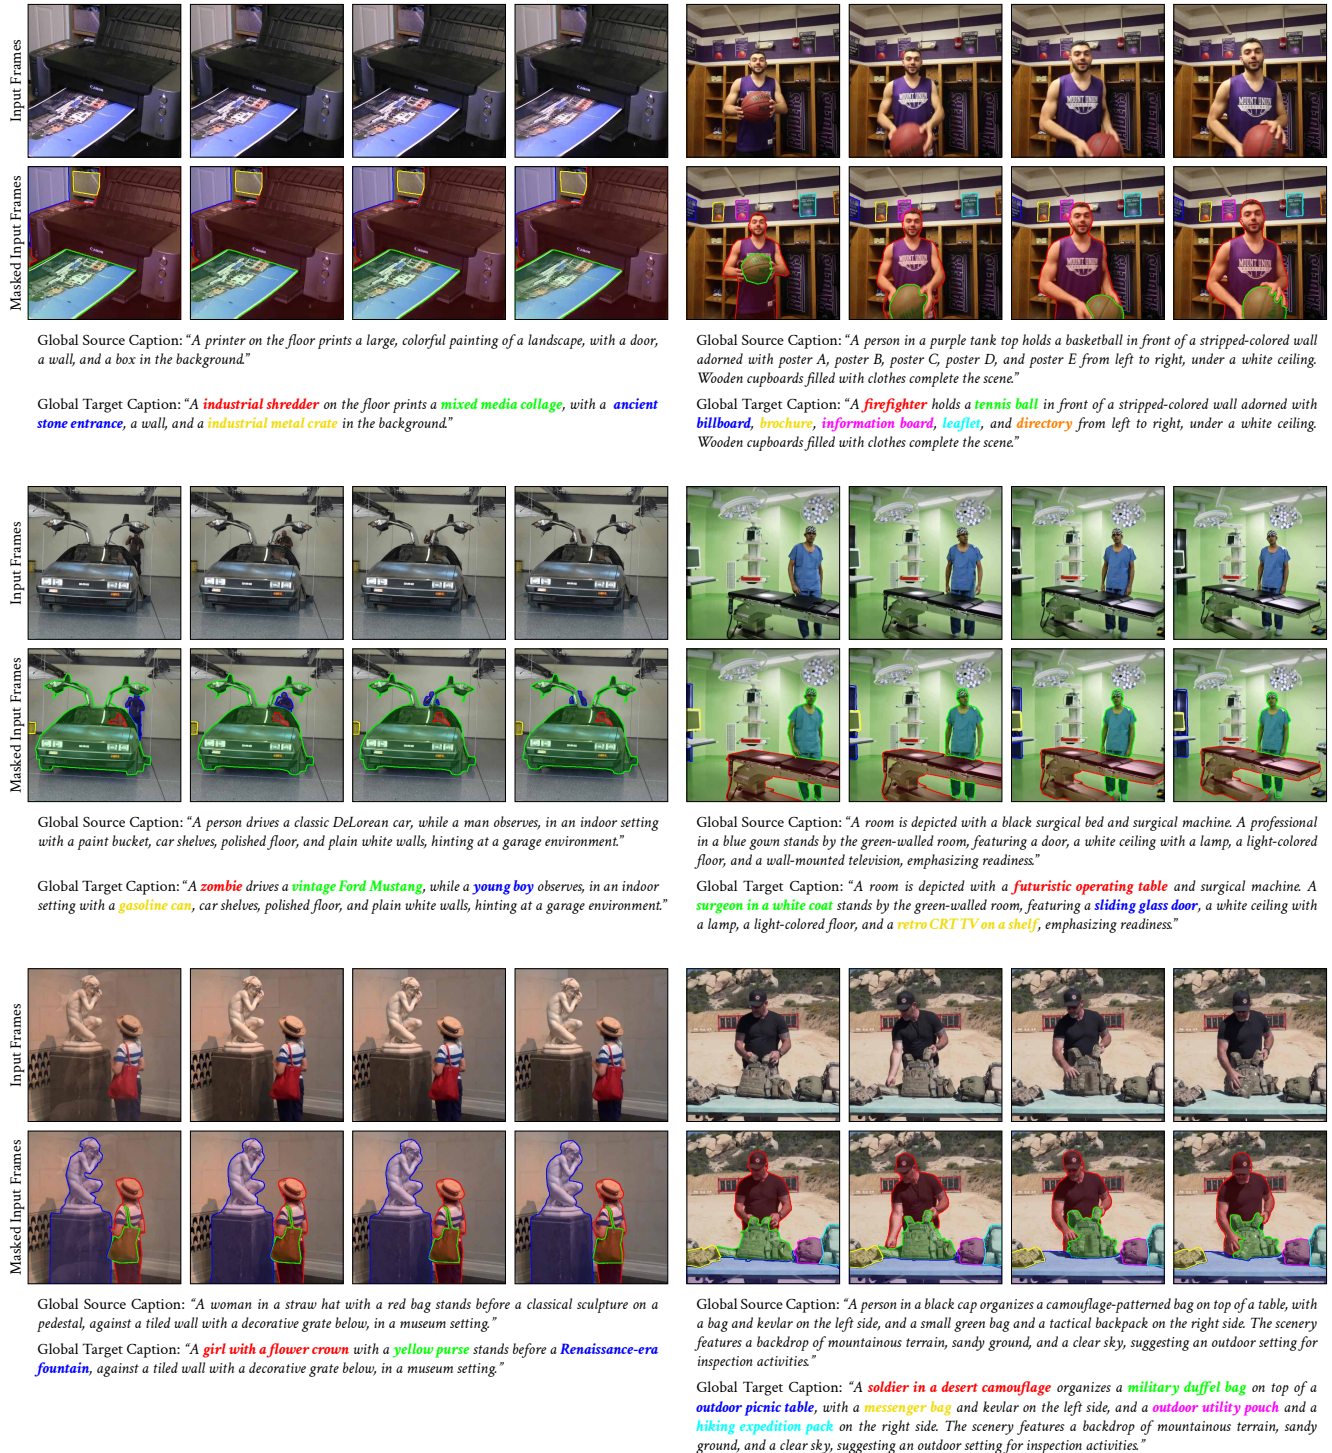 Input Frames
Masked Input Frames
Canon
Canon
Canon
Canon
Canon
Canon
Canon
Canon
Global Source Caption: “A printer on the floor prints a large, colorful painting of a landscape, with a door,
a wall, and a box in the background.”
Global Target Caption: “A industrial shredder on the floor prints a mixed media collage, with a ancient
stone entrance, a wall, and a industrial metal crate in the background.”
MOUNT UNION
MOUNT UNION
MOUNT UNION
MOUNT UNION
MOUNT UNION
MOUNT UNION
Global Source Caption: “A person in a purple tank top holds a basketball in front of a stripped-colored wall
adorned with poster A, poster B, poster C, poster D, and poster E from left to right, under a white ceiling.
Wooden cupboards filled with clothes complete the scene.”
Global Target Caption: “A firefighter holds a tennis ball in front of a stripped-colored wall adorned with
billboard, brochure, information board, leaflet, and directory from left to right, under a white ceiling.
Wooden cupboards filled with clothes complete the scene.”
Input Frames
Masked Input Frames
Global Source Caption: “A person drives a classic DeLorean car, while a man observes, in an indoor setting
with a paint bucket, car shelves, polished floor, and plain white walls, hinting at a garage environment.”
Global Target Caption: “A zombie drives a vintage Ford Mustang, while a young boy observes, in an indoor
setting with a gasoline can, car shelves, polished floor, and plain white walls, hinting at a garage environment.”
Global Source Caption: “A room is depicted with a black surgical bed and surgical machine. A professional
in a blue gown stands by the green-walled room, featuring a door, a white ceiling with a lamp, a light-colored
floor, and a wall-mounted television, emphasizing readiness.”
Global Target Caption: “A room is depicted with a futuristic operating table and surgical machine. A
surgeon in a white coat stands by the green-walled room, featuring a sliding glass door, a white ceiling with
a lamp, a light-colored floor, and a retro CRT TV on a shelf, emphasizing readiness.”
Input Frames
Masked Input Frames
Global Source Caption: “A woman in a straw hat with a red bag stands before a classical sculpture on a
pedestal, against a tiled wall with a decorative grate below, in a museum setting.”
Global Target Caption: “A girl with a flower crown with a yellow purse stands before a Renaissance-era
fountain, against a tiled wall with a decorative grate below, in a museum setting.”
Global Source Caption: “A person in a black cap organizes a camouflage-patterned bag on top of a table, with
a bag and kevlar on the left side, and a small green bag and a tactical backpack on the right side. The scenery
features a backdrop of mountainous terrain, sandy ground, and a clear sky, suggesting an outdoor setting for
inspection activities.”
Global Target Caption: “A soldier in a desert camouflage organizes a military duffel bag on top of a
outdoor picnic table, with a messenger bag and kevlar on the left side, and a outdoor utility pouch and a
hiking expedition pack on the right side. The scenery features a backdrop of mountainous terrain, sandy
ground, and a clear sky, suggesting an outdoor setting for inspection activities.”